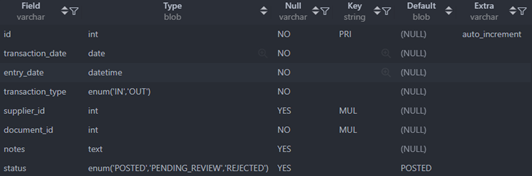 Field Type Null Key Default Extra
varchar blob varchar string blob varchar
id int NO PRI (NULL) auto_increment
transaction_date date NO (NULL)
entry_date datetime NO (NULL)
transaction_type enum('IN','OUT') NO (NULL)
supplier_id int YES MUL (NULL)
document_id int NO MUL (NULL)
notes text YES (NULL)
status enum('POSTED','PENDING_REVIEW','REJECTED') YES POSTED